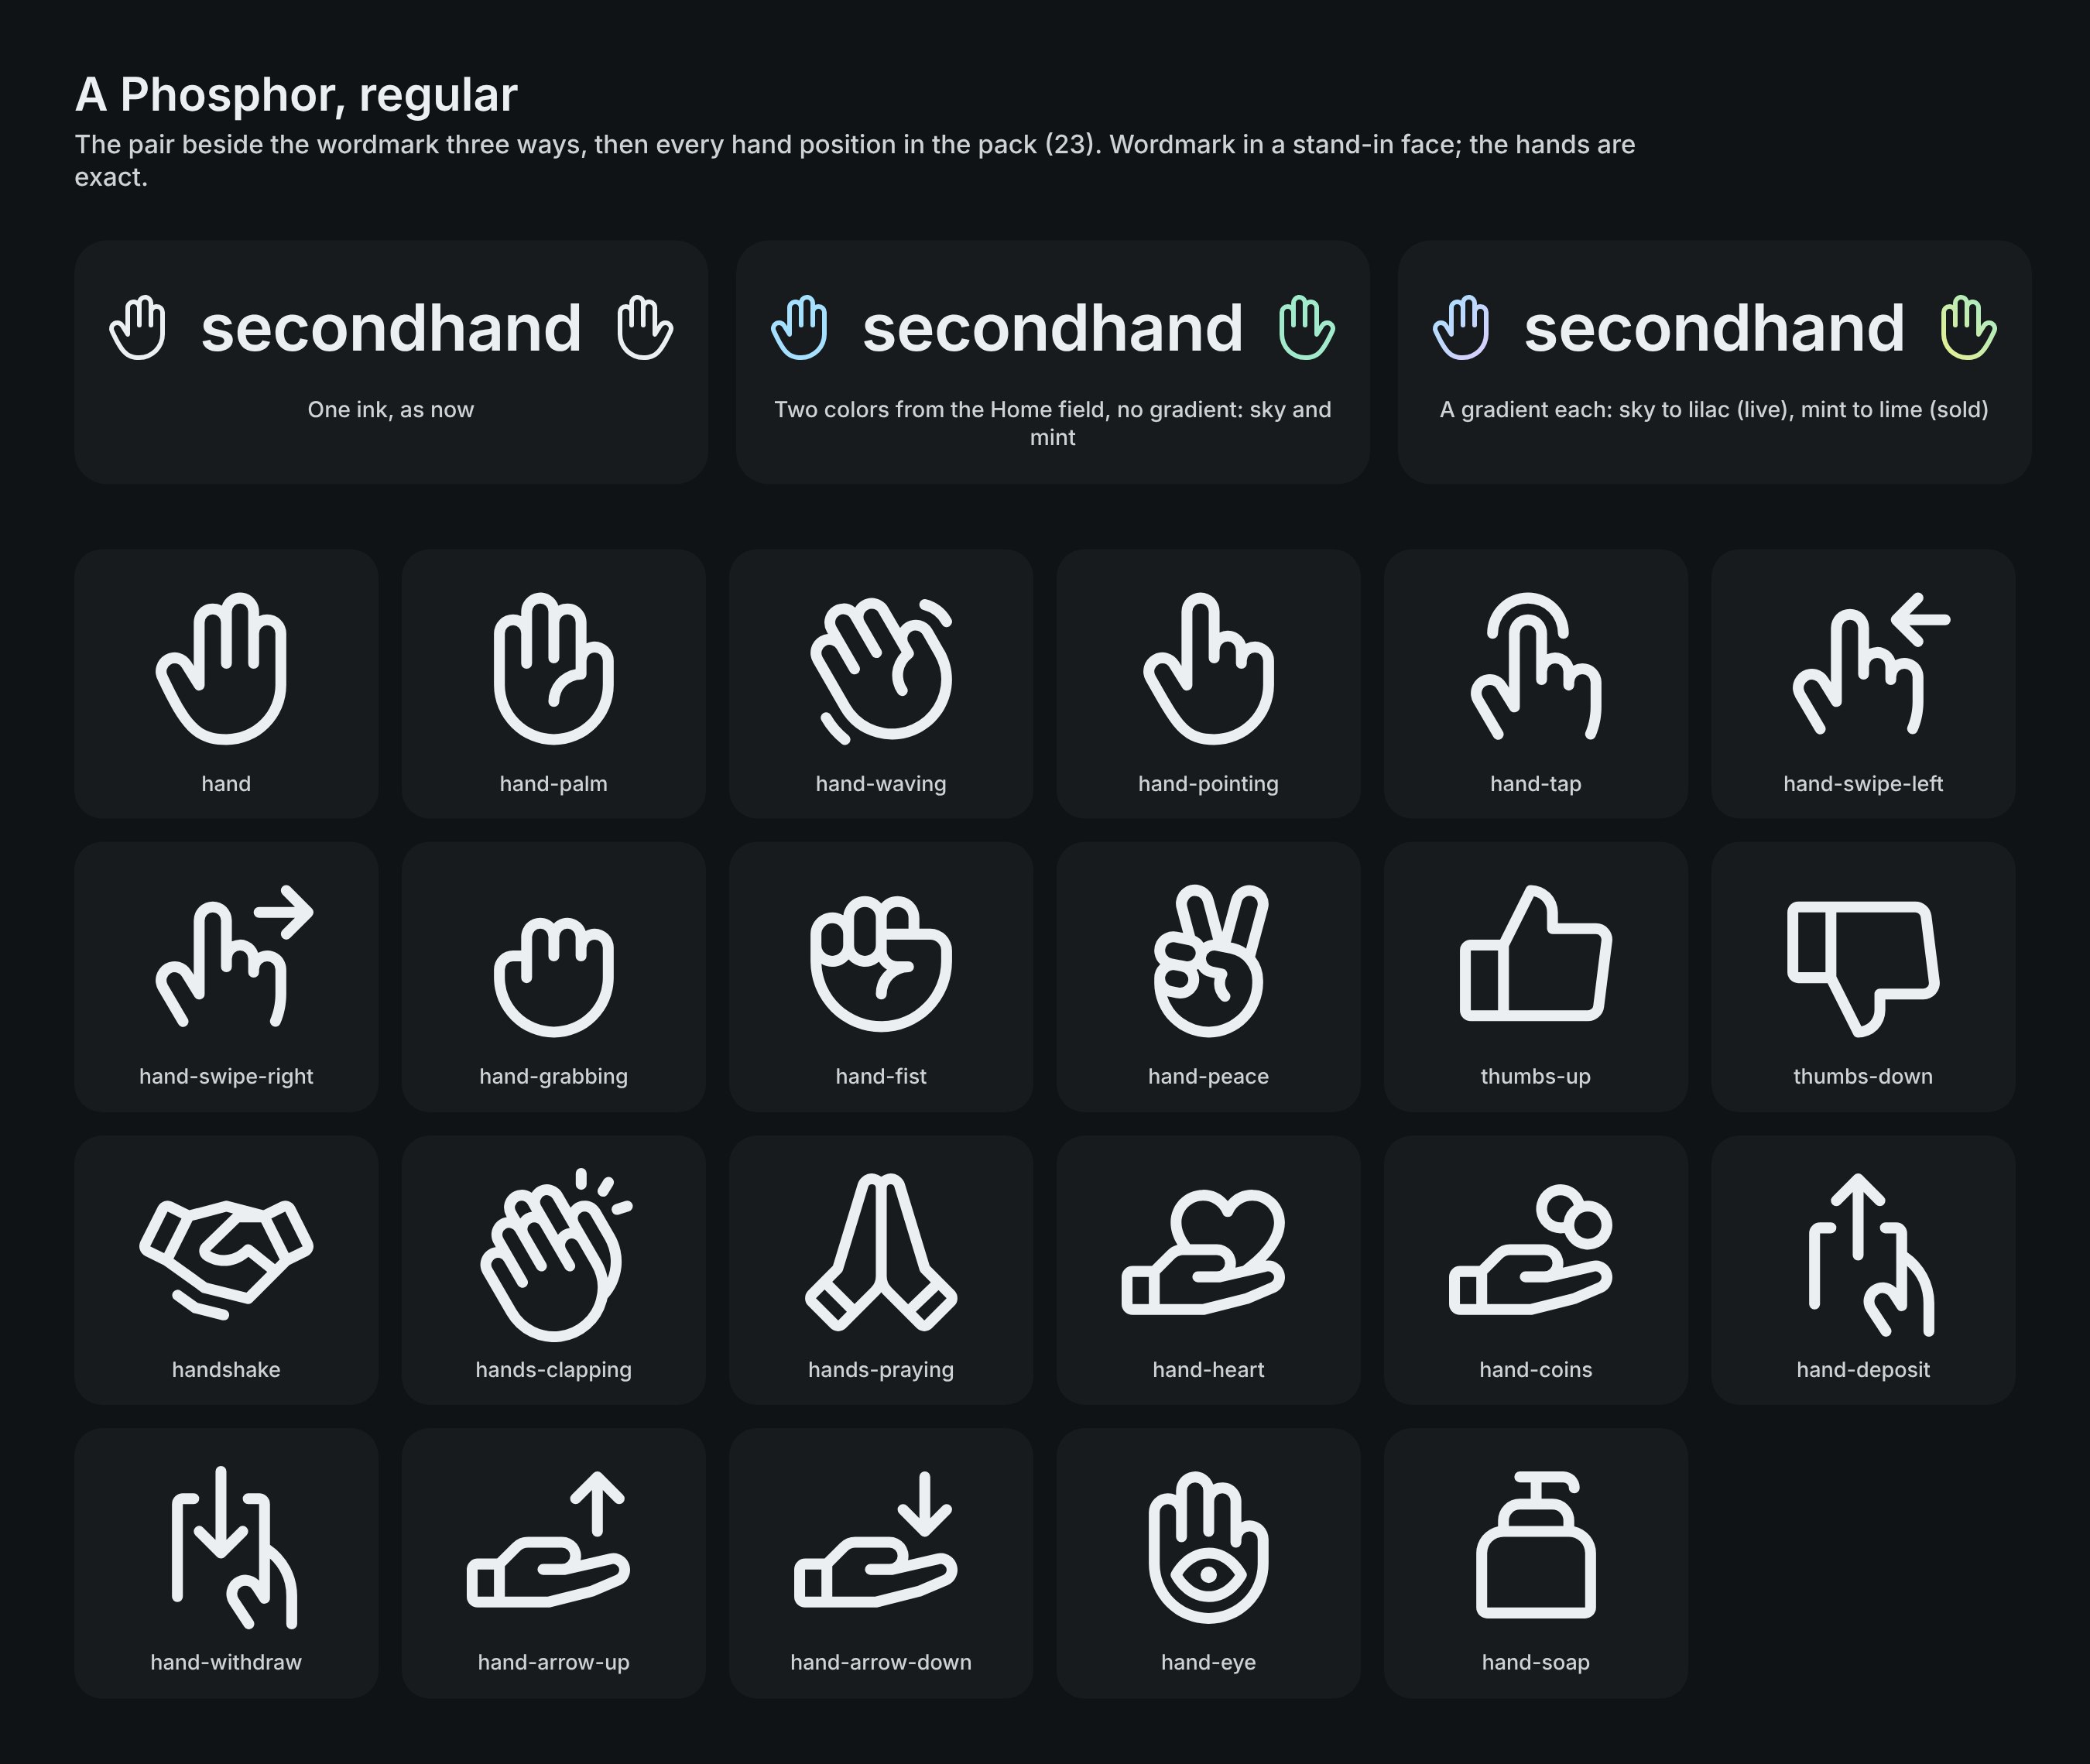 A Phosphor, regular
The pair beside the wordmark three ways, then every hand position in the pack (23). Wordmark in a stand-in face; the hands are
exact.
secondhand
One ink, as now
secondhand
Two colors from the Home field, no gradient: sky and
mint
secondhand
A gradient each: sky to lilac (live), mint to lime (sold)
hand
hand-palm
hand-waving
hand-pointing
hand-tap
hand-swipe-left
hand-swipe-right
hand-grabbing
hand-fist
hand-peace
thumbs-up
thumbs-down
handshake
hands-clapping
hands-praying
hand-heart
hand-coins
hand-deposit
hand-withdraw
hand-arrow-up
hand-arrow-down
hand-eye
hand-soap